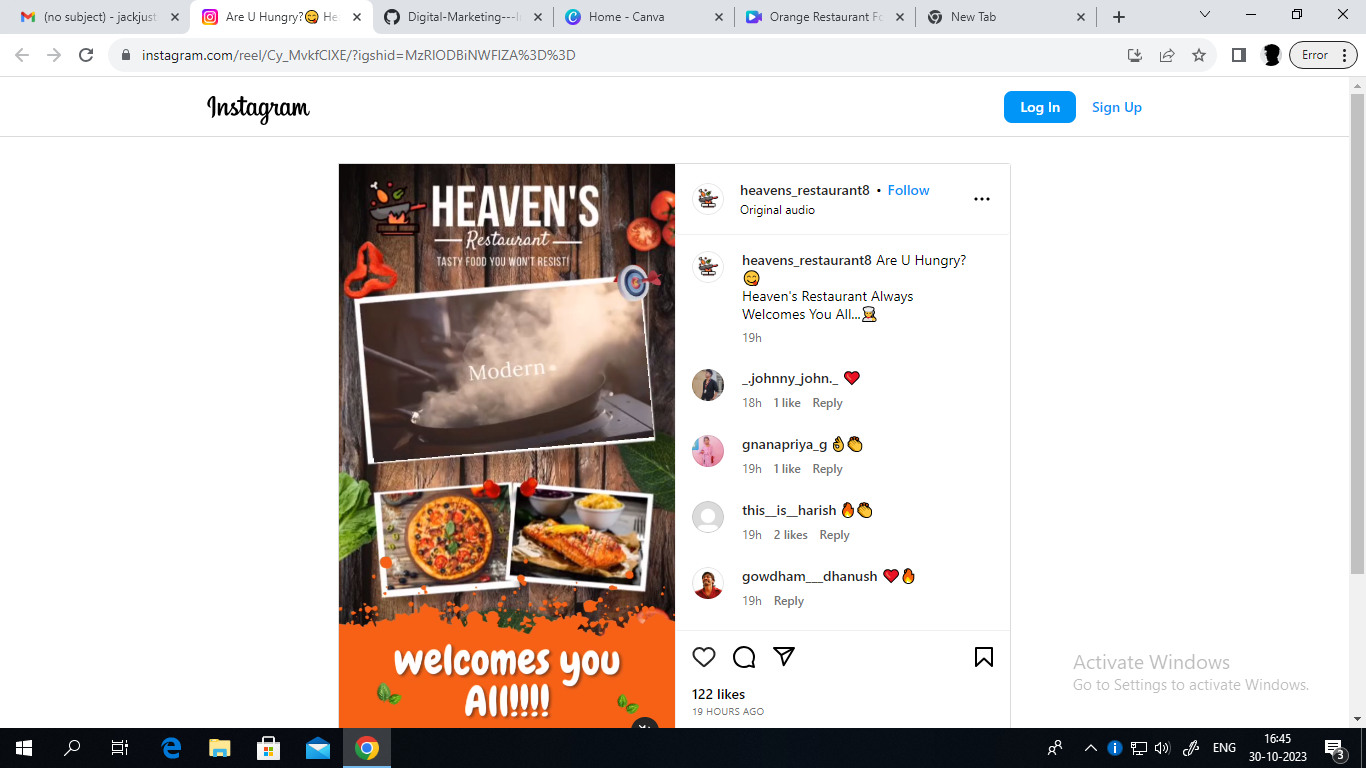 (no subject) - jackjust
Are U Hungry?😋 He
Digital-Marketing---I
Home - Canva
Orange Restaurant Fo
New Tab
instagram.com/reel/Cy_MvkfClXE/?igshid=MzRlODBiNWFlZA%3D%3D
Error
Instagram
Log In
Sign Up
HEAVEN'S
Restaurant
TASTY FOOD YOU WON'T RESIST!
Modern
welcomes you
All!!!!
heavens_restaurant8 • Follow
Original audio
heavens_restaurant8 Are U Hungry?
😋
Heaven's Restaurant Always
Welcomes You All...🧑‍🍳
19h
_.johnny_john._ ❤️
18h 1 like Reply
gnanapriya_g 👌👏
19h 1 like Reply
this__is__harish 🔥👏
19h 2 likes Reply
gowdham___dhanush ❤️🔥
19h Reply
122 likes
19 HOURS AGO
Activate Windows
Go to Settings to activate Windows.
ENG
16:45
30-10-2023
3